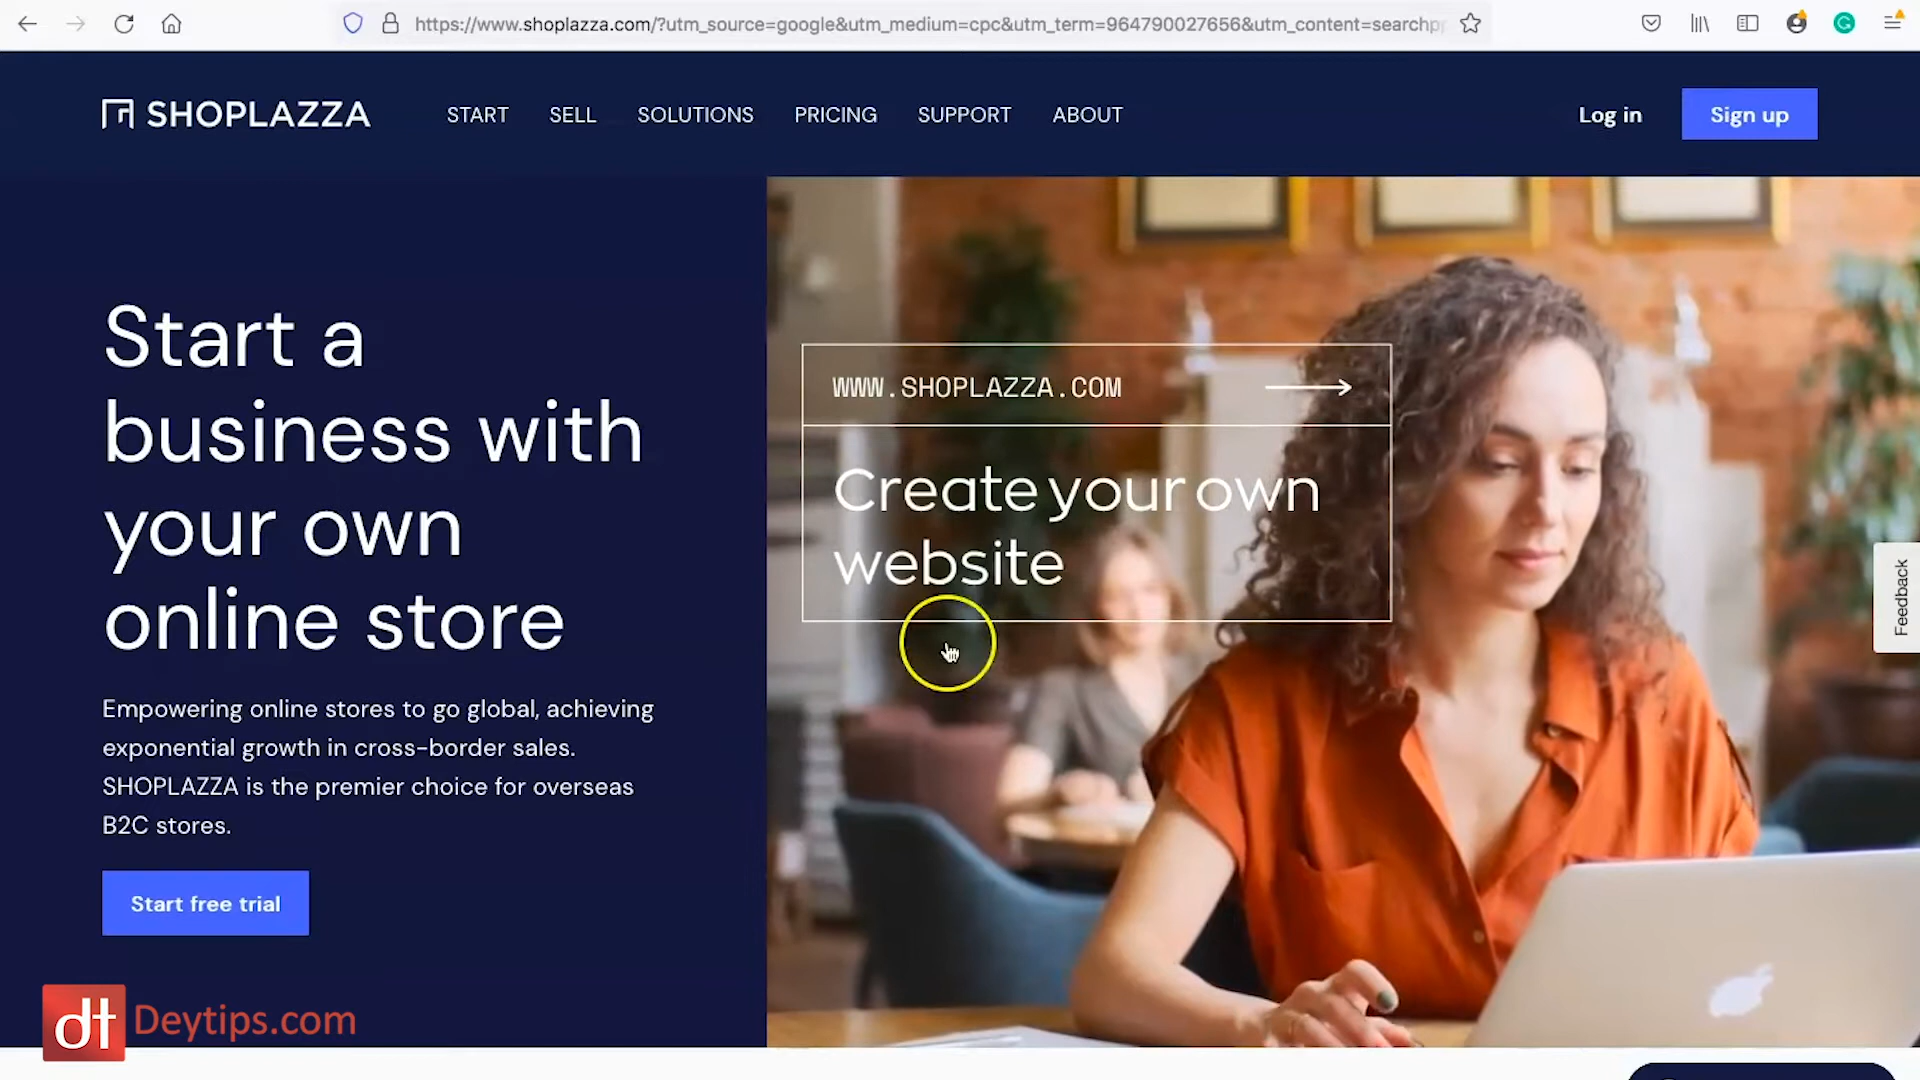 https://www.shoplazza.com/?utm_source=google&utm_medium=cpc&utm_term=964790027656&utm_content=searchp
SHOPLAZZA START SELL SOLUTIONS PRICING SUPPORT ABOUT Log in Sign up
Start a
business with
your own
online store
Empowering online stores to go global, achieving
exponential growth in cross-border sales.
SHOPLAZZA is the premier choice for overseas
B2C stores.
Start free trial
WWW.SHOPLAZZA.COM
Create your own
website
Feedback
dt Deytips.com